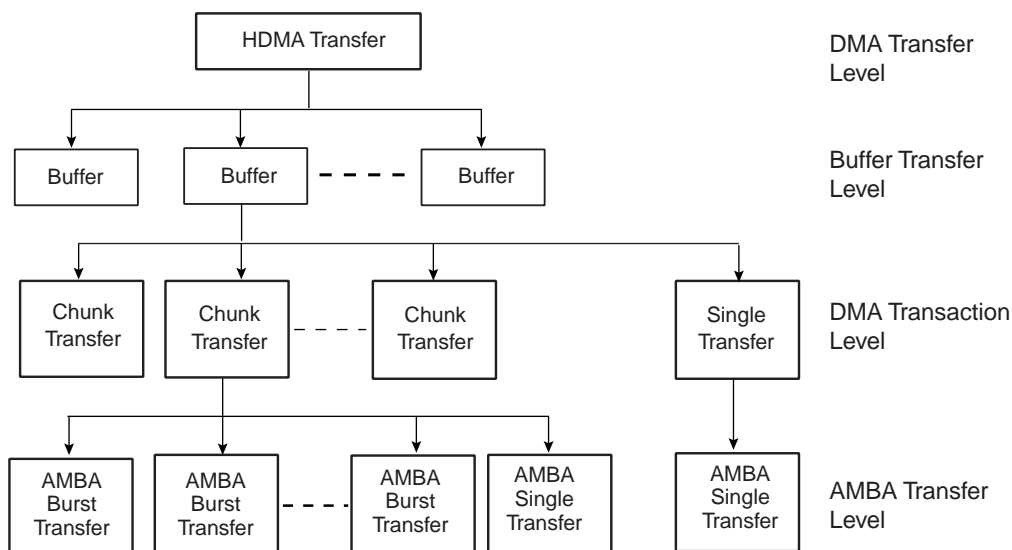 HDMA Transfer
DMA Transfer
Level
Buffer
Buffer
Buffer
Buffer Transfer
Level
Chunk
Transfer
Chunk
Transfer
Chunk
Transfer
Single
Transfer
DMA Transaction
Level
AMBA
Burst
Transfer
AMBA
Burst
Transfer
AMBA
Burst
Transfer
AMBA
Single
Transfer
AMBA
Single
Transfer
AMBA Transfer
Level